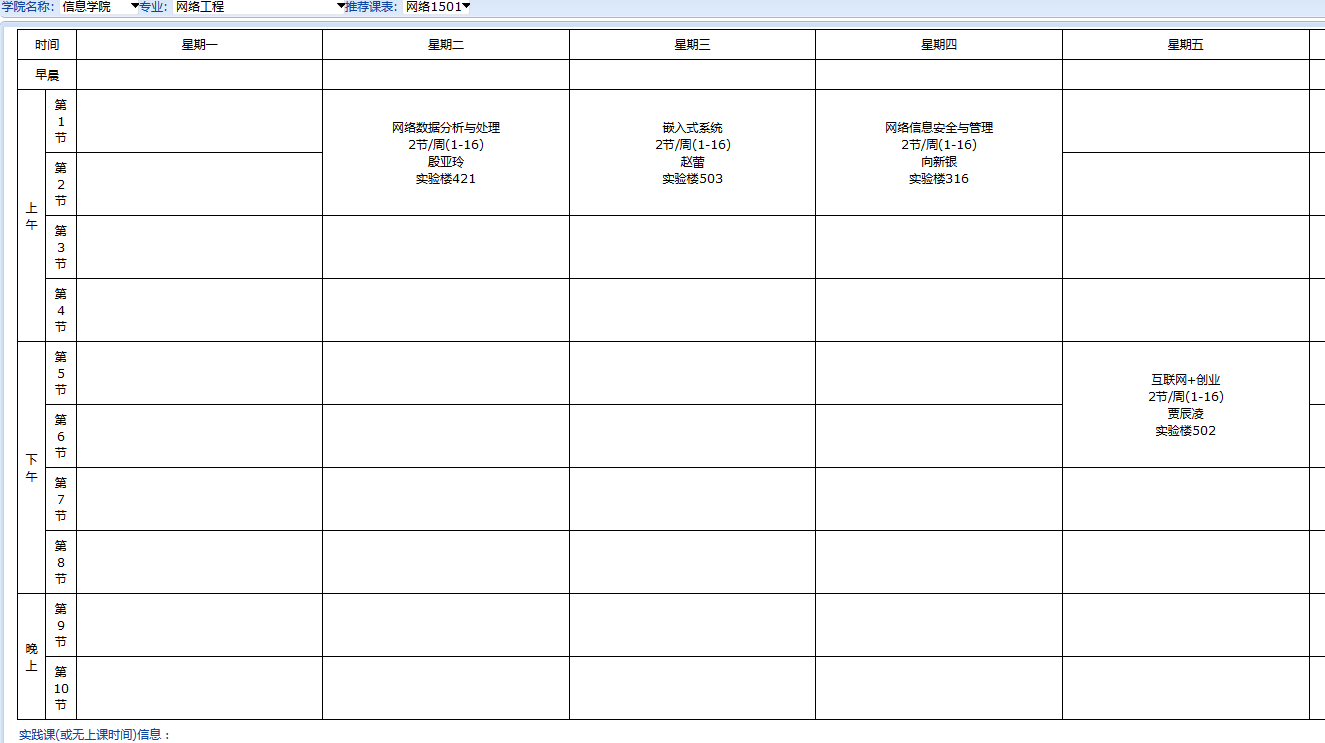 学院名称: 信息学院 专业: 网络工程 推荐课表: 网络1501
时间 星期一 星期二 星期三 星期四 星期五
早晨
上午
第1节
网络数据分析与处理
2节/周(1-16)
殷亚玲
实验楼421
嵌入式系统
2节/周(1-16)
赵蕾
实验楼503
网络信息安全与管理
2节/周(1-16)
向新银
实验楼316
第2节
第3节
第4节
下午
第5节
互联网+创业
2节/周(1-16)
贾辰凌
实验楼502
第6节
第7节
第8节
晚上
第9节
第10节
实践课(或无上课时间)信息：